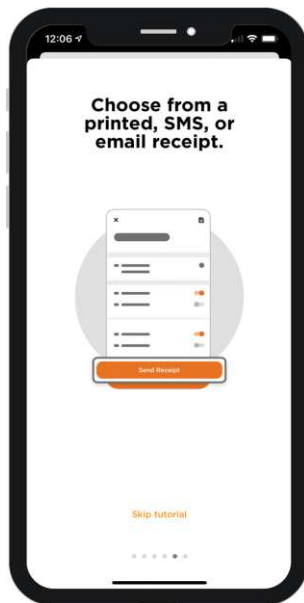 12:06
Choose from a
printed, SMS, or
email receipt.
Send Receipt
Skip tutorial